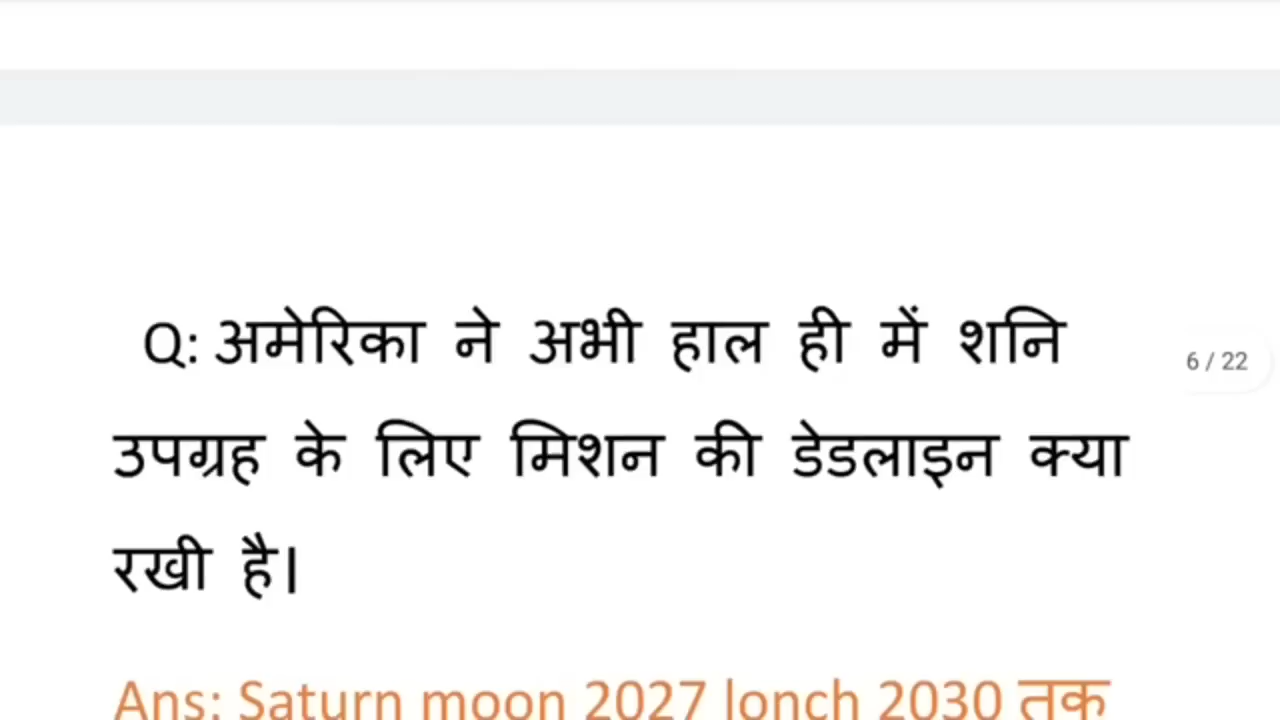 Q: अमेरिका ने अभी हाल ही में शनि
6 / 22
उपग्रह के लिए मिशन की डेडलाइन क्या
रखी है।
Ans: Saturn moon 2027 lonch 2030 तक